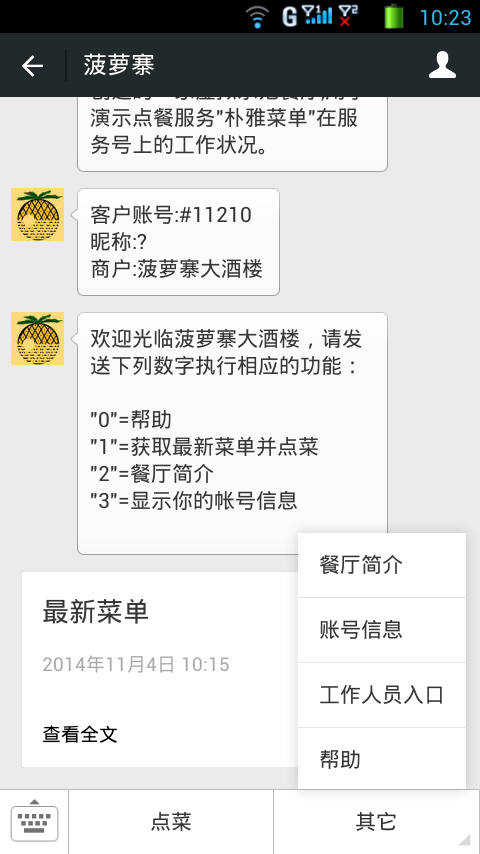 G
1
2
10:23
菠萝寨
演示点餐服务"朴雅菜单"在服
务号上的工作状况。
客户账号:#11210
昵称:?
商户:菠萝寨大酒楼
欢迎光临菠萝寨大酒楼，请发
送下列数字执行相应的功能：
"0"=帮助
"1"=获取最新菜单并点菜
"2"=餐厅简介
"3"=显示你的帐号信息
餐厅简介
最新菜单
账号信息
2014年11月4日 10:15
工作人员入口
查看全文
帮助
点菜
其它